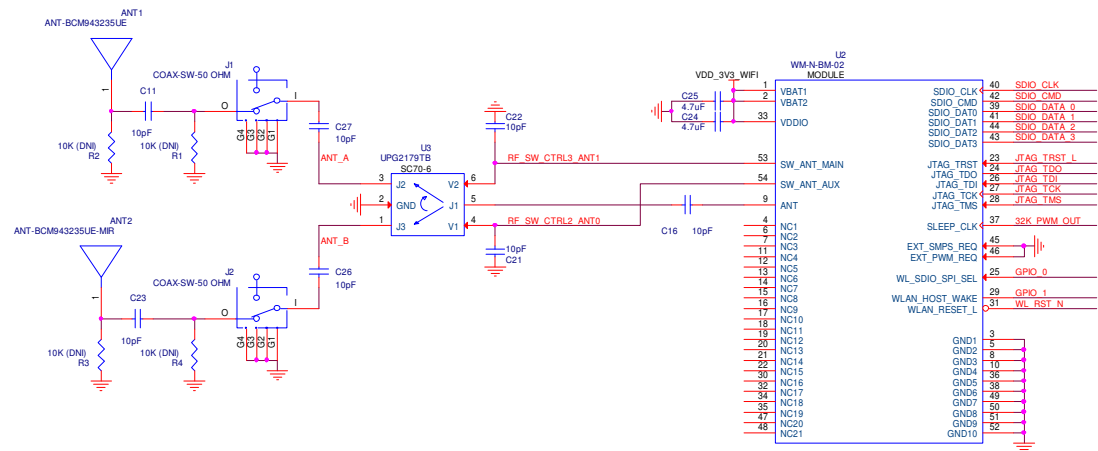 ANT1
ANT-BCM943235UE
1
C11
10pF
10K (DNI)
R2
10K (DNI)
R1
J1
COAX-SW-50 OHM
O
I
G4
G3
G2
G1
C27
10pF
ANT_A
C22
10pF
U3
UPG2179TB
SC70-6
3
J2
V2
6
2
GND
J1
5
1
J3
V1
4
RF_SW_CTRL3_ANT1
RF_SW_CTRL2_ANT0
10pF
C21
C16
10pF
ANT2
ANT-BCM943235UE-MIR
1
C23
10pF
10K (DNI)
R3
10K (DNI)
R4
J2
COAX-SW-50 OHM
O
I
G4
G3
G2
G1
ANT_B
C26
10pF
VDD_3V3_WIFI
C25
4.7uF
C24
4.7uF
U2
WM-N-BM-02
MODULE
1 VBAT1
2 VBAT2
33 VDDIO
53 SW_ANT_MAIN
54 SW_ANT_AUX
9 ANT
4 NC1
6 NC2
7 NC3
11 NC4
12 NC5
13 NC6
14 NC7
15 NC8
16 NC9
17 NC10
18 NC11
19 NC12
20 NC13
21 NC14
22 NC15
30 NC16
32 NC17
34 NC18
35 NC19
47 NC20
48 NC21
SDIO_CLK 40 SDIO_CLK
SDIO_CMD 42 SDIO_CMD
SDIO_DAT0 39 SDIO_DATA_0
SDIO_DAT1 41 SDIO_DATA_1
SDIO_DAT2 44 SDIO_DATA_2
SDIO_DAT3 43 SDIO_DATA_3
JTAG_TRST 23 JTAG_TRST_L
JTAG_TDO 24 JTAG_TDO
JTAG_TDI 26 JTAG_TDI
JTAG_TCK 27 JTAG_TCK
JTAG_TMS 28 JTAG_TMS
SLEEP_CLK 37 32K_PWM_OUT
EXT_SMPS_REQ 45
EXT_PWM_REQ 46
WL_SDIO_SPI_SEL 25 GPIO_0
WLAN_HOST_WAKE 29 GPIO_1
WLAN_RESET_L 31 WL_RST_N
GND1 3
GND2 5
GND3 8
GND4 10
GND5 36
GND6 38
GND7 49
GND8 50
GND9 51
GND10 52